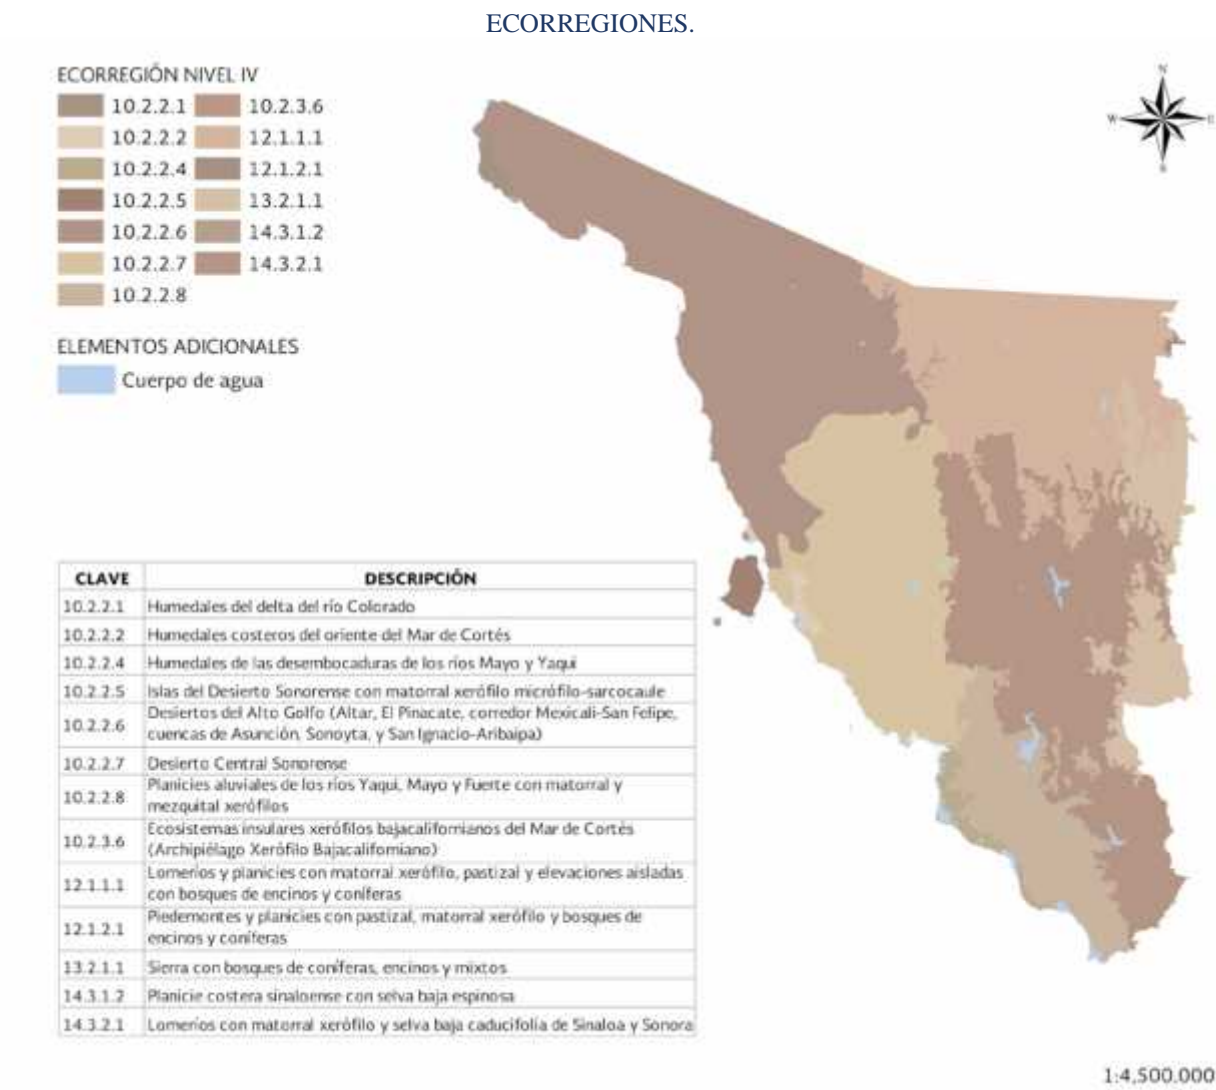 ECORREGIONES.
ECORREGIÓN NIVEL IV
10.2.2.1 10.2.3.6
10.2.2.2 12.1.1.1
10.2.2.4 12.1.2.1
10.2.2.5 13.2.1.1
10.2.2.6 14.3.1.2
10.2.2.7 14.3.2.1
10.2.2.8
ELEMENTOS ADICIONALES
Cuerpo de agua
N
W E
S
CLAVE DESCRIPCIÓN
10.2.2.1 Humedales del delta del río Colorado
10.2.2.2 Humedales costeros del oriente del Mar de Cortés
10.2.2.4 Humedales de las desembocaduras de los ríos Mayo y Yaqui
10.2.2.5 Islas del Desierto Sonorense con matorral xerófilo micrófilo-sarcocaule
10.2.2.6 Desiertos del Alto Golfo (Altar, El Pinacate, corredor Mexicali-San Felipe,
cuencas de Asunción, Sonoyta, y San Ignacio-Aribaipa)
10.2.2.7 Desierto Central Sonorense
10.2.2.8 Planicies aluviales de los ríos Yaqui, Mayo y Fuerte con matorral y
mezquital xerófilos
10.2.3.6 Ecosistemas insulares xerófilos bajacalifornianos del Mar de Cortés
(Archipiélago Xerófilo Bajacaliforniano)
12.1.1.1 Lomeríos y planicies con matorral xerófilo, pastizal y elevaciones aisladas
con bosques de encinos y coníferas
12.1.2.1 Piedemontes y planicies con pastizal, matorral xerófilo y bosques de
encinos y coníferas
13.2.1.1 Sierra con bosques de coníferas, encinos y mixtos
14.3.1.2 Planicie costera sinaloense con selva baja espinosa
14.3.2.1 Lomeríos con matorral xerófilo y selva baja caducifolia de Sinaloa y Sonora
1:4,500,000